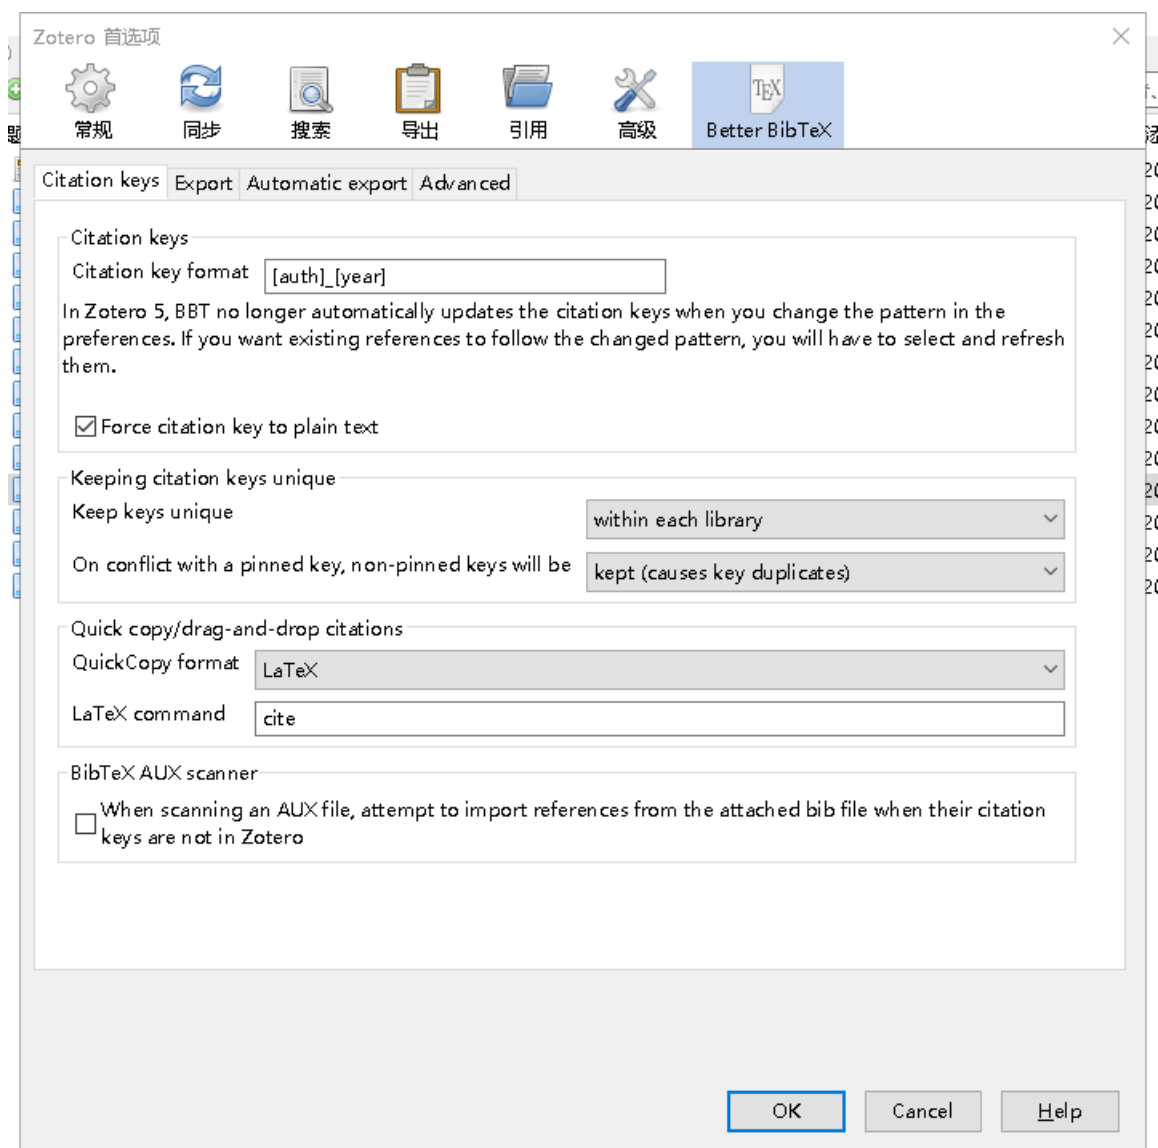 Zotero 首选项
常规 同步 搜索 导出 引用 高级 Better BibTeX
TEX
Citation keys Export Automatic export Advanced
Citation keys
Citation key format [auth]_[year]
In Zotero 5, BBT no longer automatically updates the citation keys when you change the pattern in the
preferences. If you want existing references to follow the changed pattern, you will have to select and refresh
them.
Force citation key to plain text
Keeping citation keys unique
Keep keys unique within each library
On conflict with a pinned key, non-pinned keys will be kept (causes key duplicates)
Quick copy/drag-and-drop citations
QuickCopy format LaTeX
LaTeX command cite
BibTeX AUX scanner
When scanning an AUX file, attempt to import references from the attached bib file when their citation
keys are not in Zotero
OK Cancel Help